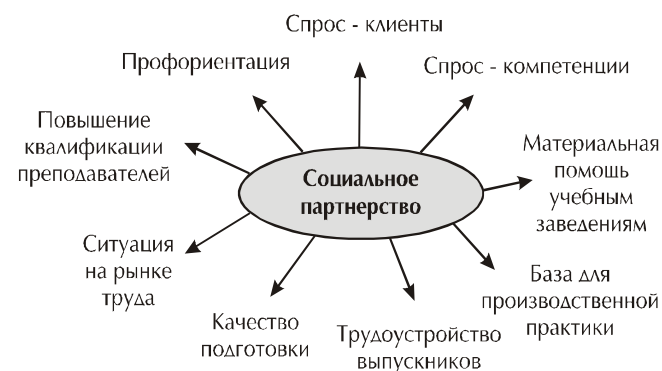 Спрос - клиенты
Профориентация
Спрос - компетенции
Повышение
квалификации
преподавателей
Материальная
помощь
учебным
заведениям
Социальное
партнерство
Ситуация
на рынке
труда
База для
производственной
практики
Качество
подготовки
Трудоустройство
выпускников